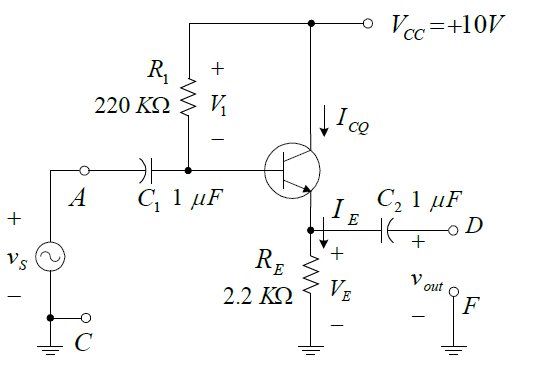 V_CC = +10V
R_1
220 KΩ
+
V_1
−
I_CQ
A
C_1 1 μF
I_E
C_2 1 μF
D
+
v_S
−
R_E
2.2 KΩ
+
V_E
−
+
v_out
−
F
C